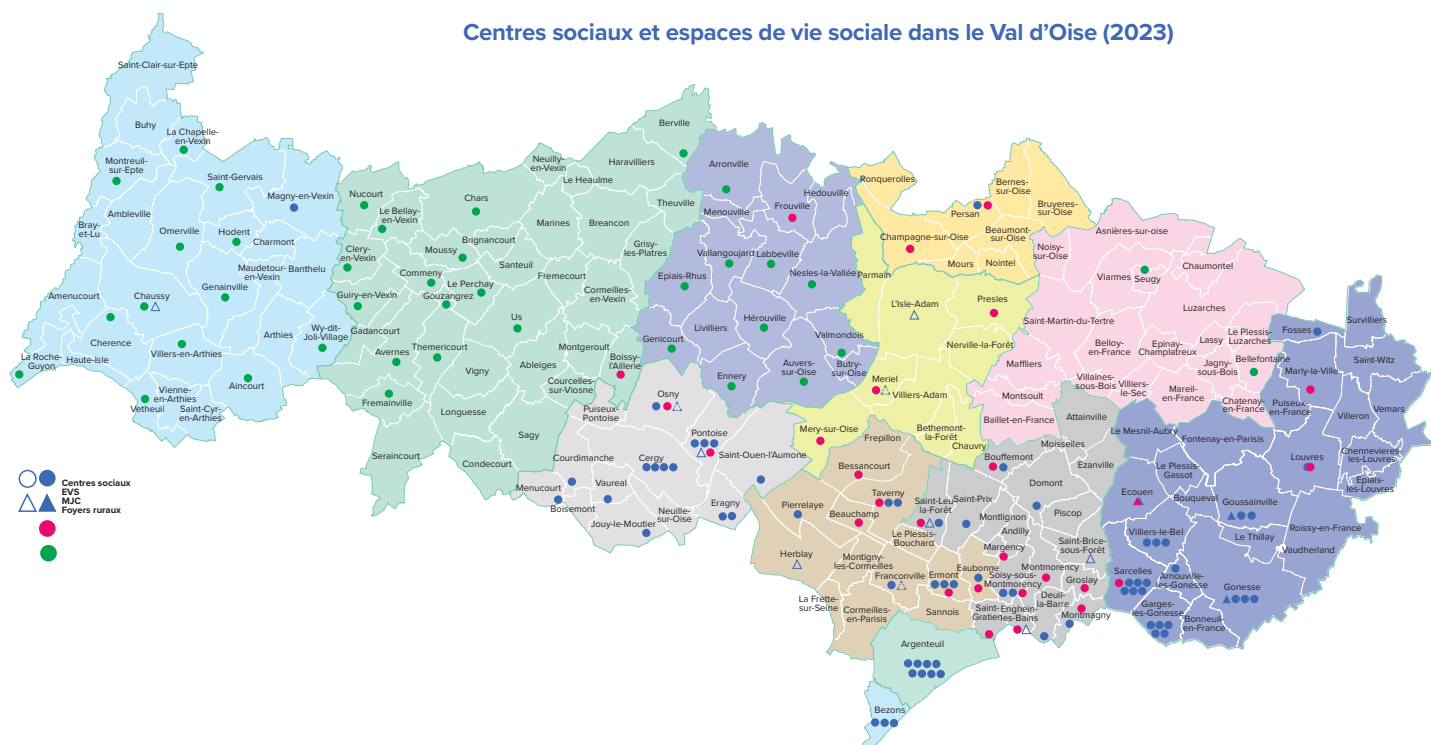 Centres sociaux et espaces de vie sociale dans le Val d'Oise (2023)
Saint-Clair-sur-Epte
Buhy
La Chapelle-
en-Vexin
Montreuil-
sur-Epte
Saint-Gervais
Magny-en-Vexin
Ambleville
Bray-
et-Lu
Omerville
Hodent
Charmont
Maudetour-
en-Vexin
Banthelu
Genainville
Amenucourt
Chaussy
Arthies
Wy-dit-
Joli-Village
Cherence
Villers-en-Arthies
La Roche-
Guyon
Haute-Isle
Vienne-
en-Arthies
Aincourt
Vetheuil
Saint-Cyr-
en-Arthies
Berville
Neuilly-
en-Vexin
Haravilliers
Le Heaulme
Nucourt
Le Bellay-
en-Vexin
Chars
Theuville
Marines
Breancon
Clery-
en-Vexin
Moussy
Brignancourt
Grisy-
les-Platres
Santeuil
Commeny
Le Perchay
Fremecourt
Guiry-en-Vexin
Gouzangrez
Cormeilles-
en-Vexin
Us
Gadancourt
Avernes
Themericourt
Montgeroult
Boissy-
l'Aillerie
Vigny
Ableiges
Courcelles-
sur-Viosne
Fremainville
Longuesse
Sagy
Seraincourt
Condecourt
Arronville
Hedouville
Menouville
Frouville
Vallangoujard
Labbeville
Epiais-Rhus
Nesles-la-Vallée
Livilliers
Hérouville
Valmondois
Genicourt
Ennery
Auvers-
sur-Oise
Butry-
sur-Oise
Ronquerolles
Bernes-
sur-Oise
Persan
Bruyeres-
sur-Oise
Champagne-sur-Oise
Beaumont-
sur-Oise
Mours
Nointel
Parmain
L'Isle-Adam
Presles
Nerville-la-Forêt
Meriel
Villiers-Adam
Mery-sur-Oise
Bethemont-
la-Forêt
Chauvry
Noisy-
sur-Oise
Asnières-sur-oise
Viames
Seugy
Chaumontel
Luzarches
Saint-Martin-du-Tertre
Belloy-
en-France
Epinay-
Champlatreux
Lassy
Le Plessis-
Luzarches
Maffliers
Jagny-
sous-Bois
Bellefontaine
Villaines-
sous-Bois
Villiers-
le-Sec
Mareil-
en-France
Chatenay-
en-France
Montsoult
Baillet-en-France
Fosses
Survilliers
Saint-Witz
Marly-la-Ville
Puiseux-
en-France
Villeron
Vemars
Le Mesnil-Aubry
Fontenay-en-Parisis
Chennevieres-
les-Louvres
Louvres
Le Plessis-
Gassot
Epiais-
les-Louvres
Ecouen
Bouqueval
Goussainville
Roissy-en-France
Villiers-le-Bel
Le Thillay
Vaudherland
Sarcelles
Arnouville-
les-Gonesse
Gonesse
Garges-
les-Gonesse
Bonneuil-
en-France
Attainville
Moisselles
Bouffemont
Ezanville
Domont
Saint-Leu-
la-Forêt
Saint-Prix
Piscop
Montlignon
Andilly
Saint-Brice-
sous-Forêt
Margency
Montmorency
Soisy-sous-
Montmorency
Groslay
Deuil-
la-Barre
Saint-
Gratien
Enghein-
les-Bains
Montmagny
Frepillon
Bessancourt
Taverny
Pierrelaye
Beauchamp
Le Plessis-
Bouchard
Herblay
Montigny-
les-Cormeilles
Franconville
Ermont
Eaubonne
La Frette-
sur-Seine
Cormeilles-
en-Parisis
Sannois
Argenteuil
Bezons
Puiseux-
Pontoise
Osny
Pontoise
Saint-Ouen-l'Aumone
Courdimanche
Cergy
Menucourt
Vaureal
Boisemont
Jouy-le-Moutier
Neuille-
sur-Oise
Eragny
Centres sociaux
EVS
MJC
Foyers ruraux